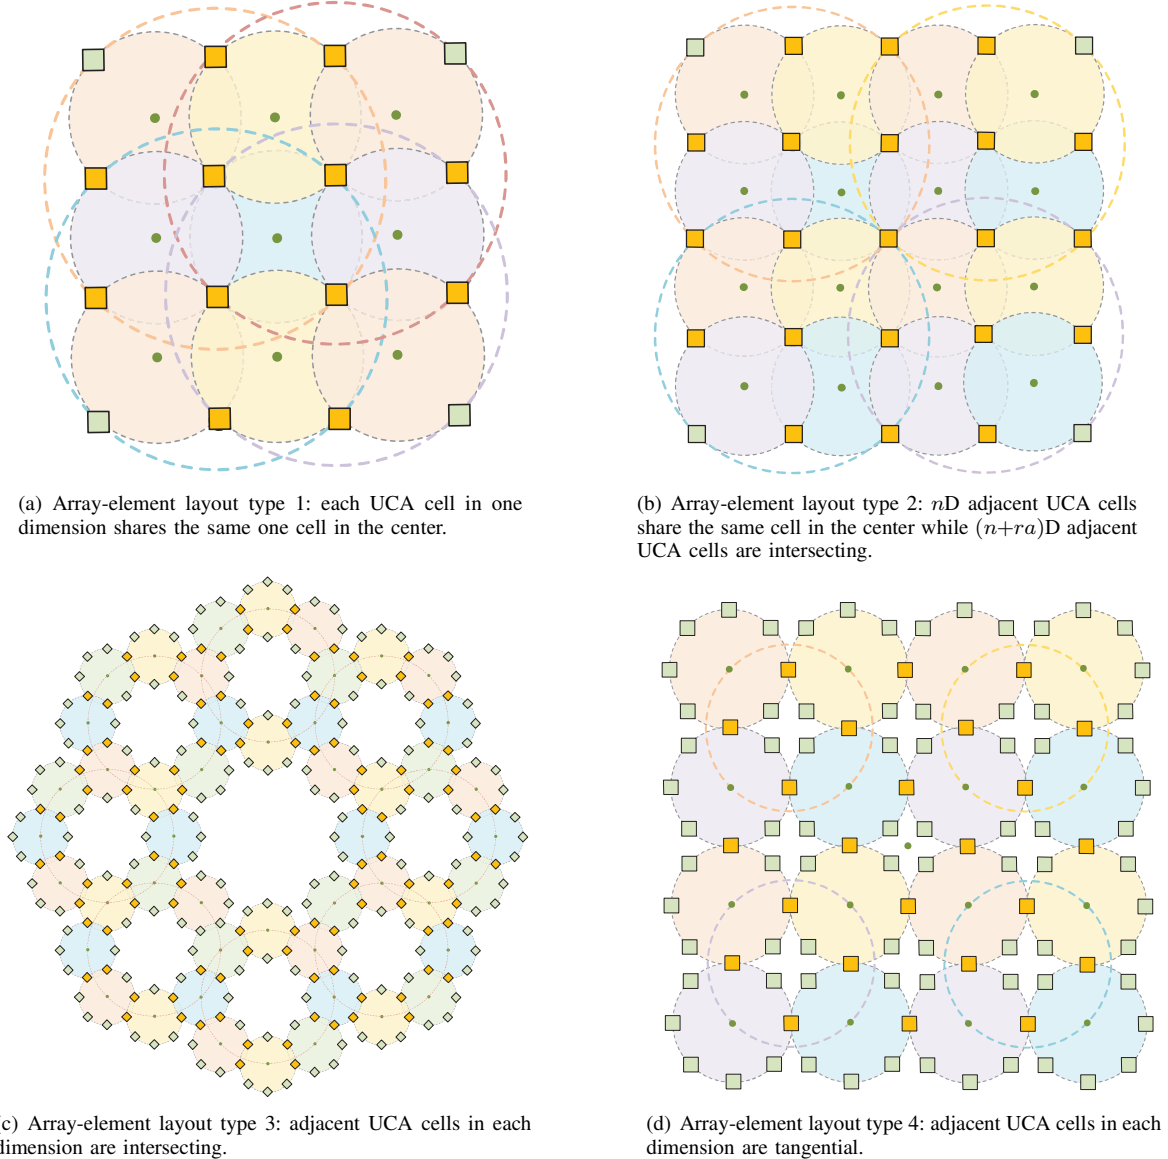 (a) Array-element layout type 1: each UCA cell in one
dimension shares the same one cell in the center.
(b) Array-element layout type 2: nD adjacent UCA cells
share the same cell in the center while (n+ra)D adjacent
UCA cells are intersecting.
(c) Array-element layout type 3: adjacent UCA cells in each
dimension are intersecting.
(d) Array-element layout type 4: adjacent UCA cells in each
dimension are tangential.